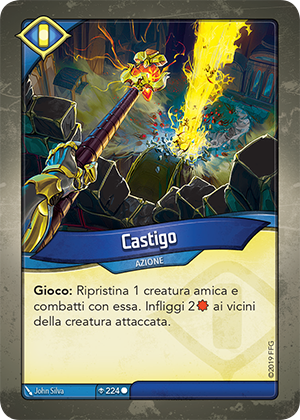 Castigo
AZIONE
Gioco: Ripristina 1 creatura amica e
combatti con essa. Infliggi 2 ai vicini
della creatura attaccata.
©2019 FFG
John Silva
224